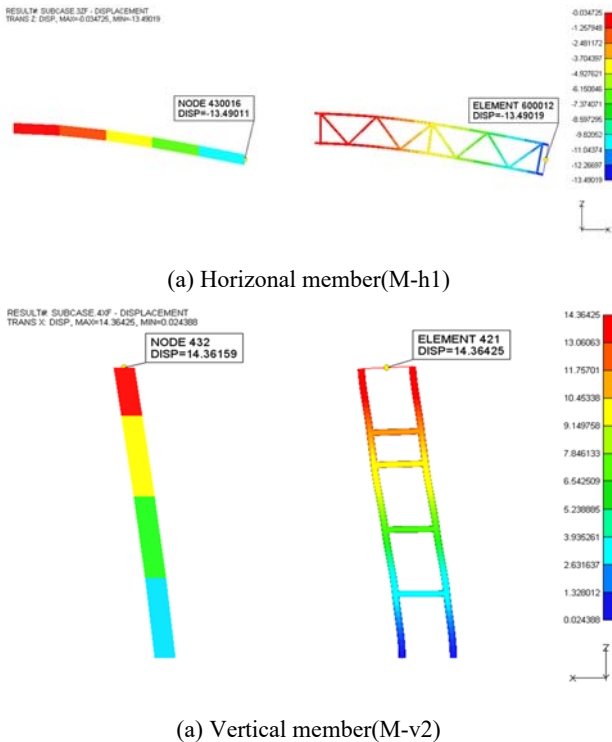 RESULT#: SUBCASE.3ZF - DISPLACEMENT
TRANS Z: DISP, MAX=-0.034725, MIN=-13.49019
NODE 430016
DISP=-13.49011
ELEMENT 600012
DISP=-13.49019
-0.034725
-1.257948
-2.481172
-3.704397
-4.927621
-6.150846
-7.374071
-8.597295
-9.82052
-11.04374
-12.26697
-13.49019
Z
X
(a) Horizonal member(M-h1)
RESULT#: SUBCASE.4XF - DISPLACEMENT
TRANS X: DISP, MAX=14.36425, MIN=0.024388
NODE 432
DISP=14.36159
ELEMENT 421
DISP=14.36425
14.36425
13.06063
11.75701
10.45338
9.149758
7.846133
6.542509
5.238885
3.935261
2.631637
1.328012
0.024388
Z
X
(a) Vertical member(M-v2)